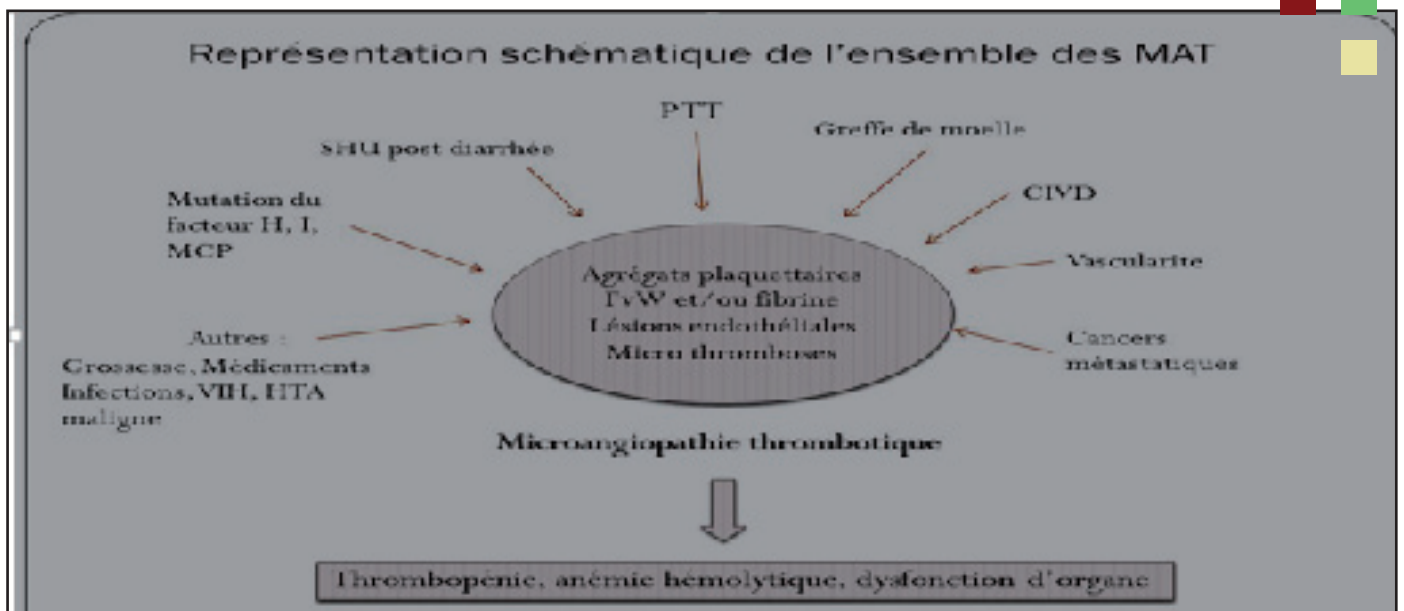 Représentation schématique de l'ensemble des MAT
PTT
Greffe de moelle
SHU post diarrhée
CIVD
Mutation du
facteur H, I,
MCP
Vascularite
Agrégats plaquettaires
FvW et/ou fibrine
Lésions endothéliales
Micro thromboses
Autres :
Grossesse, Médicaments
Infections, VIH, HTA
maligne
Cancers
métastatiques
Microangiopathie thrombotique
Thrombopénie, anémie hémolytique, dysfonction d'organe